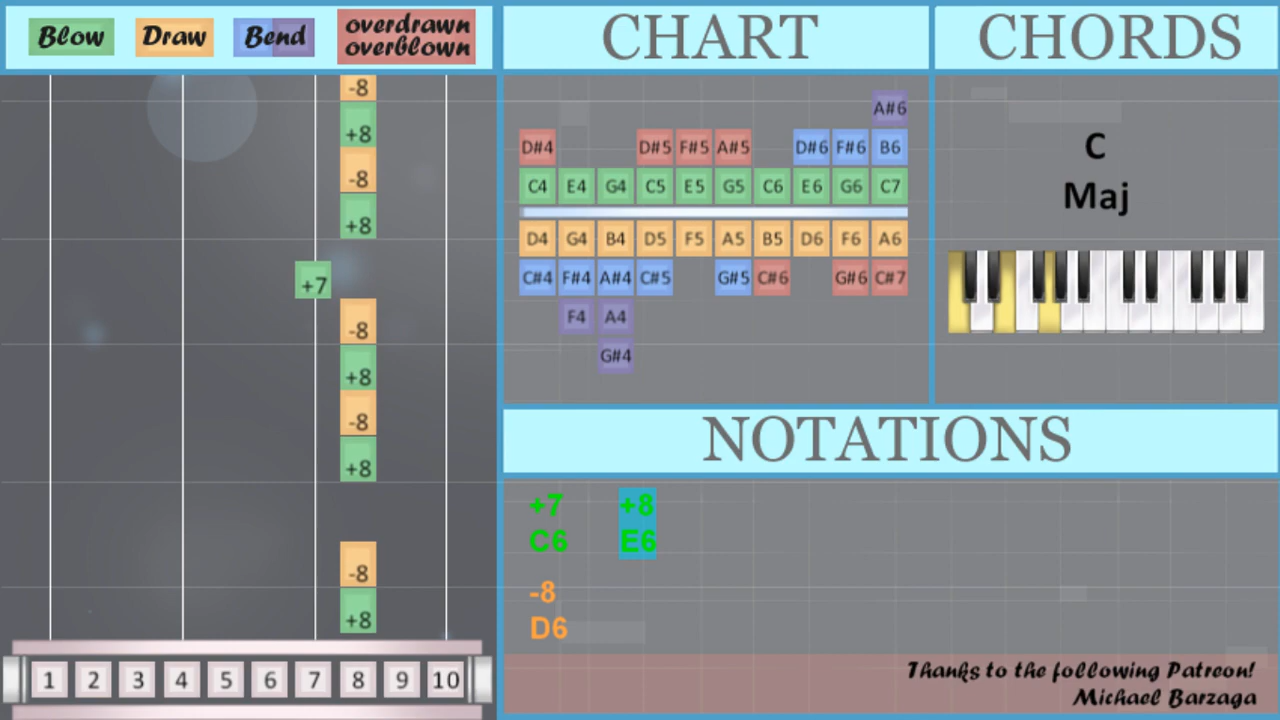 Blow Draw Bend overdrawn
overblown
CHART
CHORDS
-8
+8
-8
+8
+7
-8
+8
-8
+8
-8
+8
1 2 3 4 5 6 7 8 9 10
A#6
D#4 D#5 F#5 A#5 D#6 F#6 B6
C4 E4 G4 C5 E5 G5 C6 E6 G6 C7
D4 G4 B4 D5 F5 A5 B5 D6 F6 A6
C#4 F#4 A#4 C#5 G#5 C#6 G#6 C#7
F4 A4
G#4
C
Maj
NOTATIONS
+7 +8
C6 E6
-8
D6
Thanks to the following Patreon!
Michael Barzaga